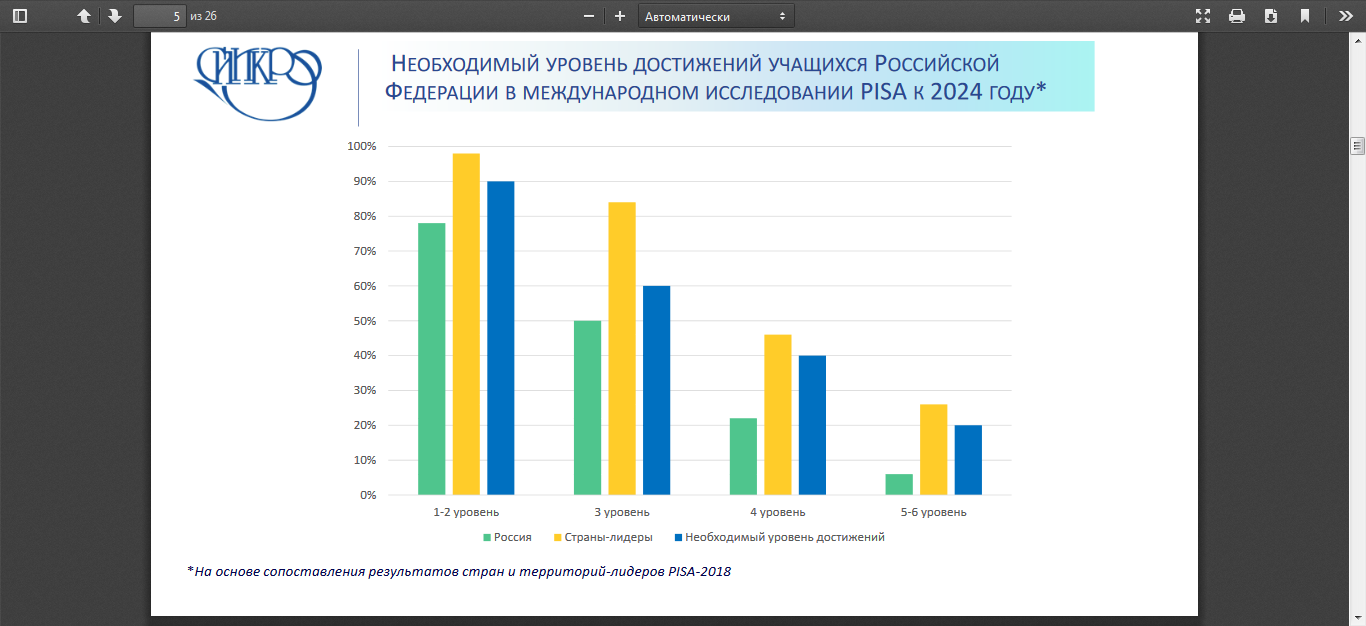 5 из 26
Автоматически
Необходимый уровень достижений учащихся Российской
Федерации в международном исследовании PISA к 2024 году*
100%
90%
80%
70%
60%
50%
40%
30%
20%
10%
0%
1-2 уровень 3 уровень 4 уровень 5-6 уровень
Россия Страны-лидеры Необходимый уровень достижений
*На основе сопоставления результатов стран и территорий-лидеров PISA-2018